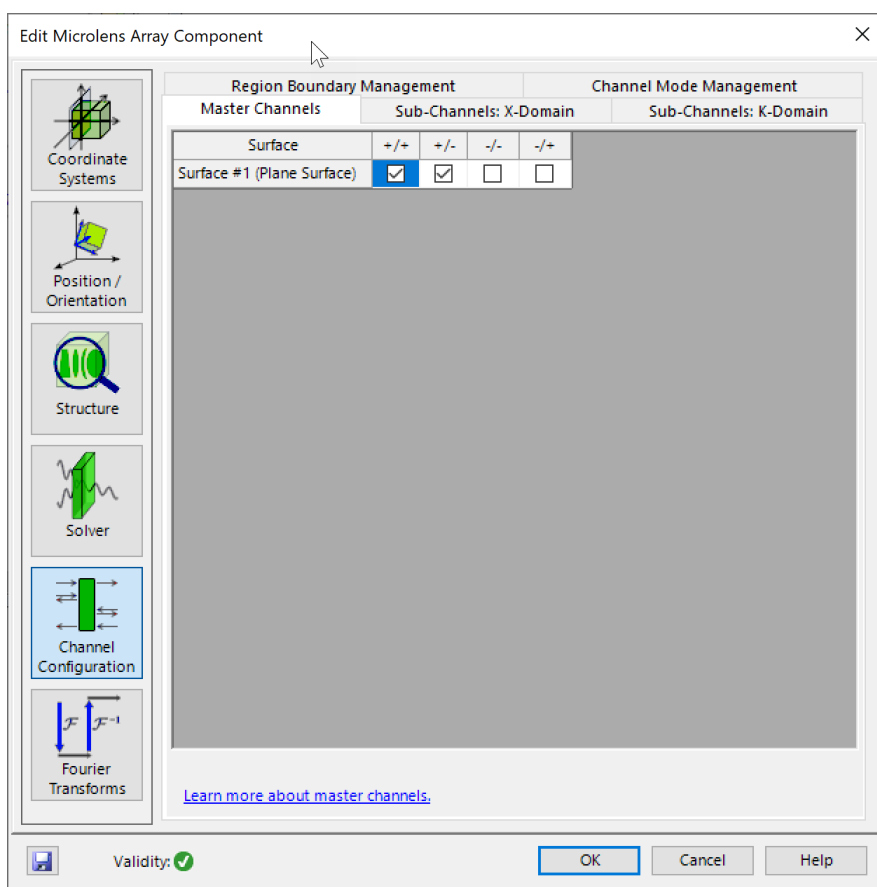 Edit Microlens Array Component
Coordinate
Systems
Position /
Orientation
Structure
Solver
Channel
Configuration
ℱ ℱ⁻¹
Fourier
Transforms
Region Boundary Management Channel Mode Management
Master Channels Sub-Channels: X-Domain Sub-Channels: K-Domain
Surface +/+ +/- -/- -/+
Surface #1 (Plane Surface)
Learn more about master channels.
Validity: OK Cancel Help